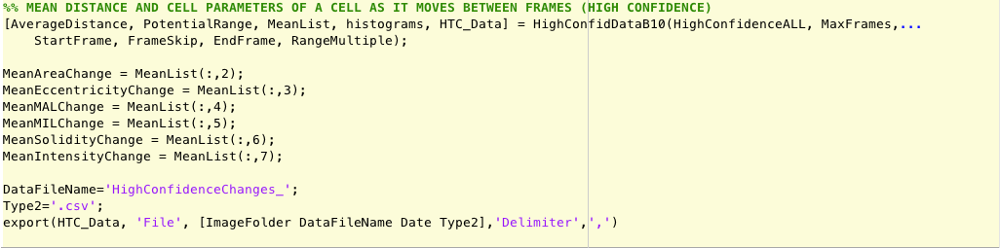 %% MEAN DISTANCE AND CELL PARAMETERS OF A CELL AS IT MOVES BETWEEN FRAMES (HIGH CONFIDENCE)
[AverageDistance, PotentialRange, MeanList, histograms, HTC_Data] = HighConfidDataB10(HighConfidenceALL, MaxFrames,...
    StartFrame, FrameSkip, EndFrame, RangeMultiple);
MeanAreaChange = MeanList(:,2);
MeanEccentricityChange = MeanList(:,3);
MeanMALChange = MeanList(:,4);
MeanMILChange = MeanList(:,5);
MeanSolidityChange = MeanList(:,6);
MeanIntensityChange = MeanList(:,7);
DataFileName='HighConfidenceChanges_';
Type2='.csv';
export(HTC_Data, 'File', [ImageFolder DataFileName Date Type2],'Delimiter',',')